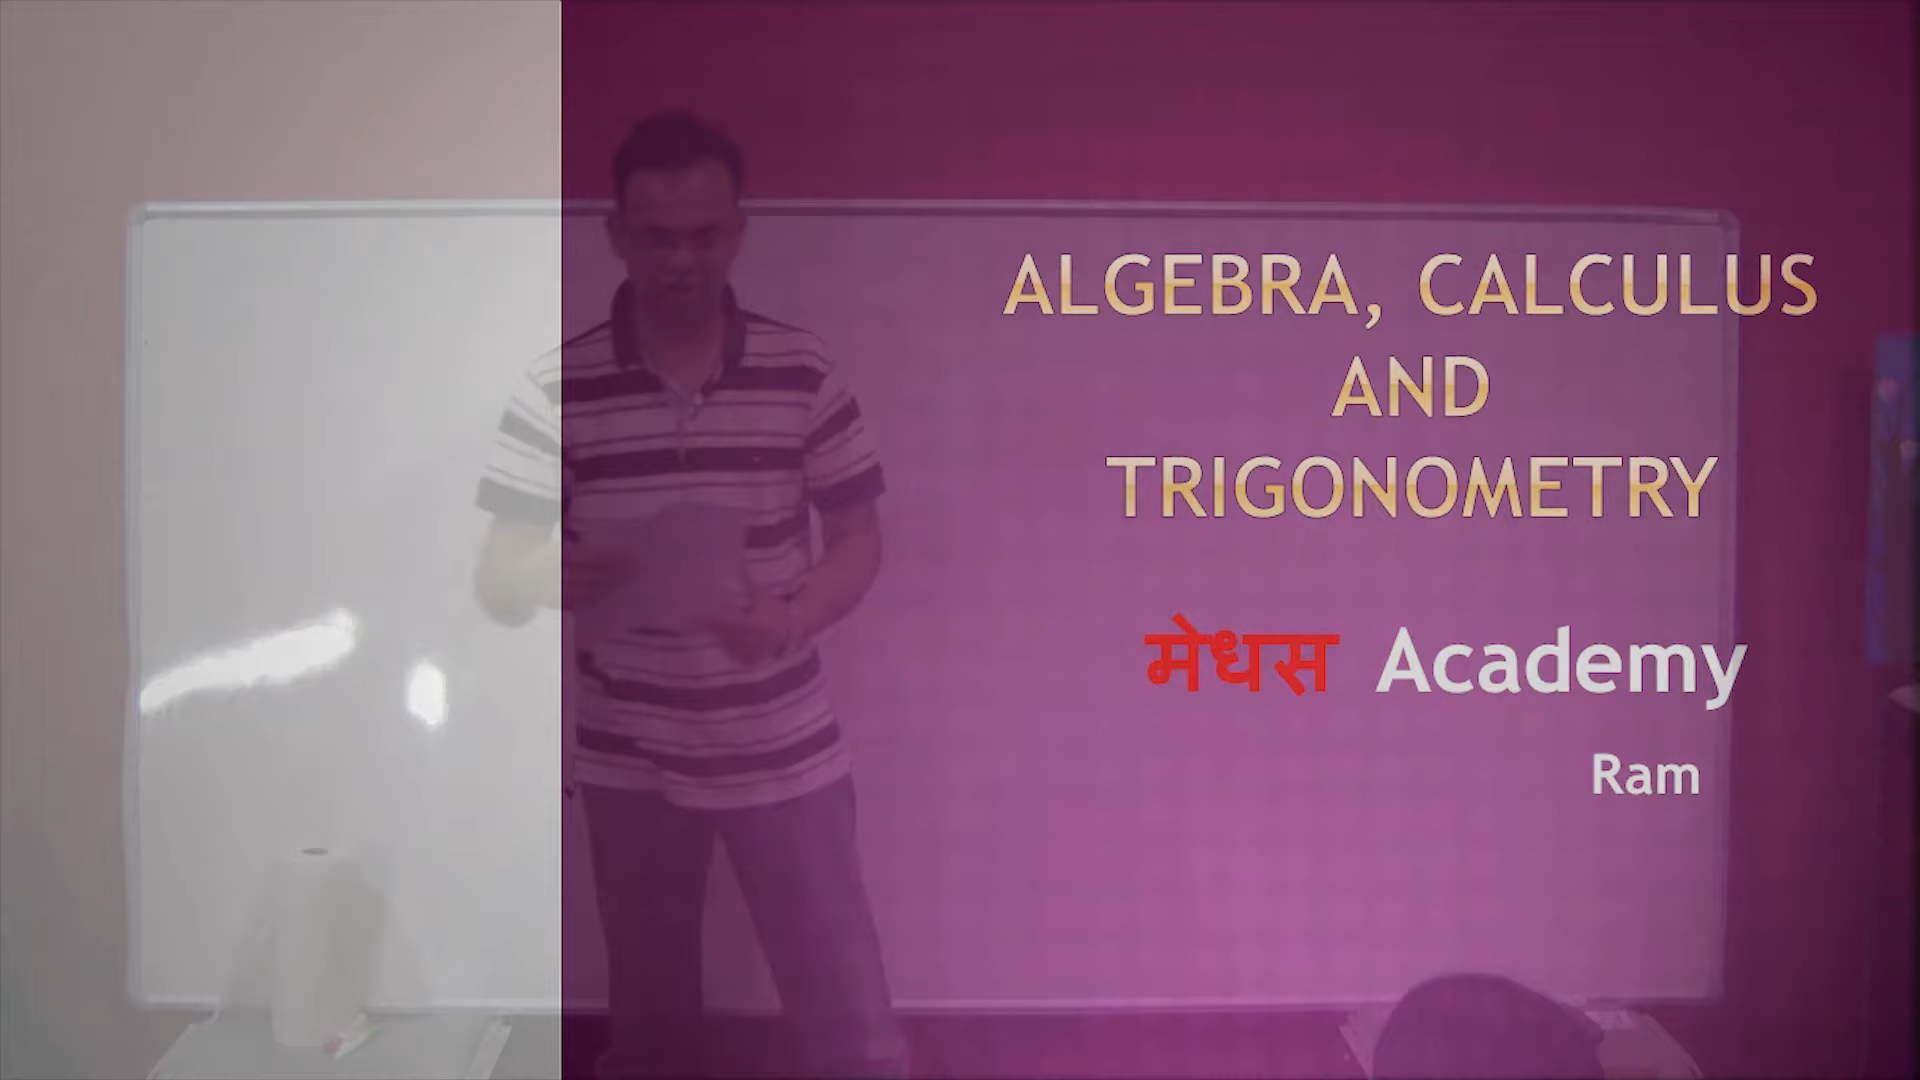 ALGEBRA, CALCULUS
AND
TRIGONOMETRY
मेधस Academy
Ram